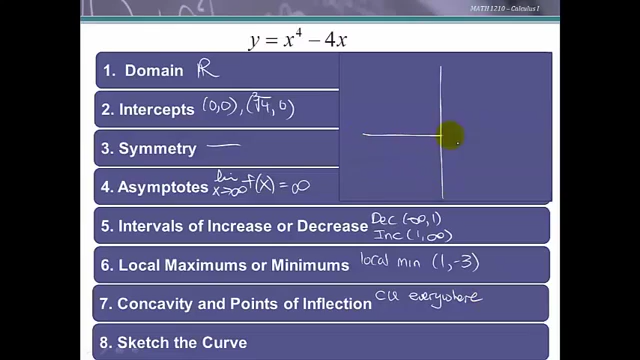 MATH 1210 - Calculus I
y = x⁴ − 4x
1. Domain ℝ
2. Intercepts (0,0), (∛4, 0)
3. Symmetry —
4. Asymptotes lim x→∞ f(x) = ∞
5. Intervals of Increase or Decrease Dec (-∞, 1)
Inc (1, ∞)
6. Local Maximums or Minimums local min (1, -3)
7. Concavity and Points of Inflection CU everywhere
8. Sketch the Curve